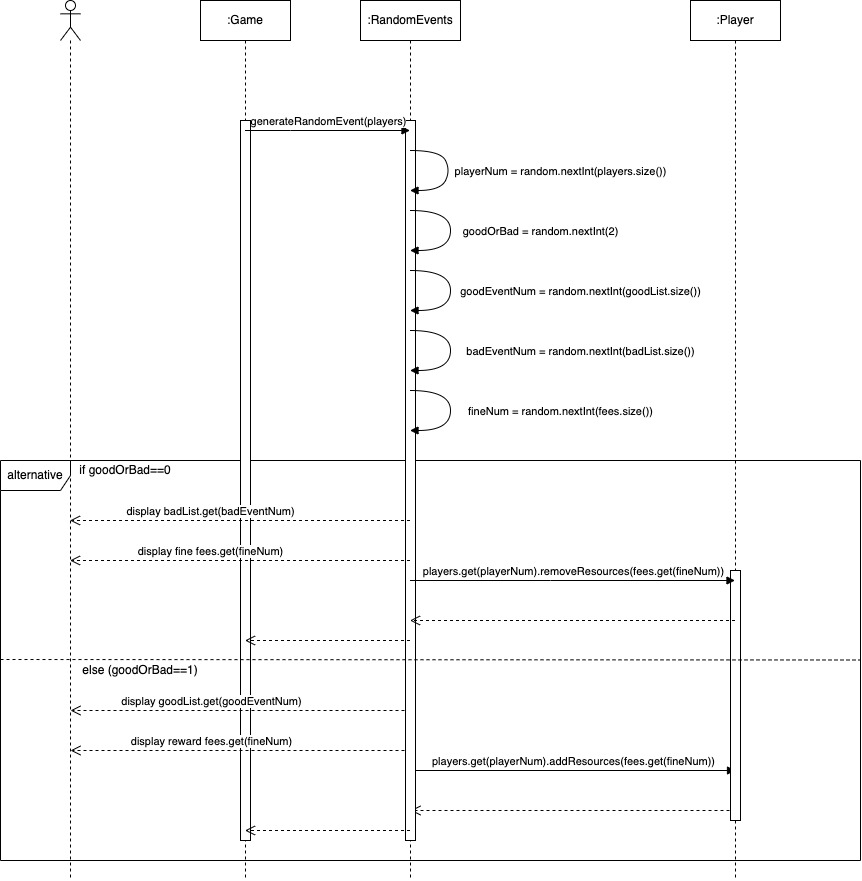 :Game
:RandomEvents
:Player
generateRandomEvent(players)
playerNum = random.nextInt(players.size())
goodOrBad = random.nextInt(2)
goodEventNum = random.nextInt(goodList.size())
badEventNum = random.nextInt(badList.size())
fineNum = random.nextInt(fees.size())
alternative
if goodOrBad==0
display badList.get(badEventNum)
display fine fees.get(fineNum)
players.get(playerNum).removeResources(fees.get(fineNum))
else (goodOrBad==1)
display goodList.get(goodEventNum)
display reward fees.get(fineNum)
players.get(playerNum).addResources(fees.get(fineNum))